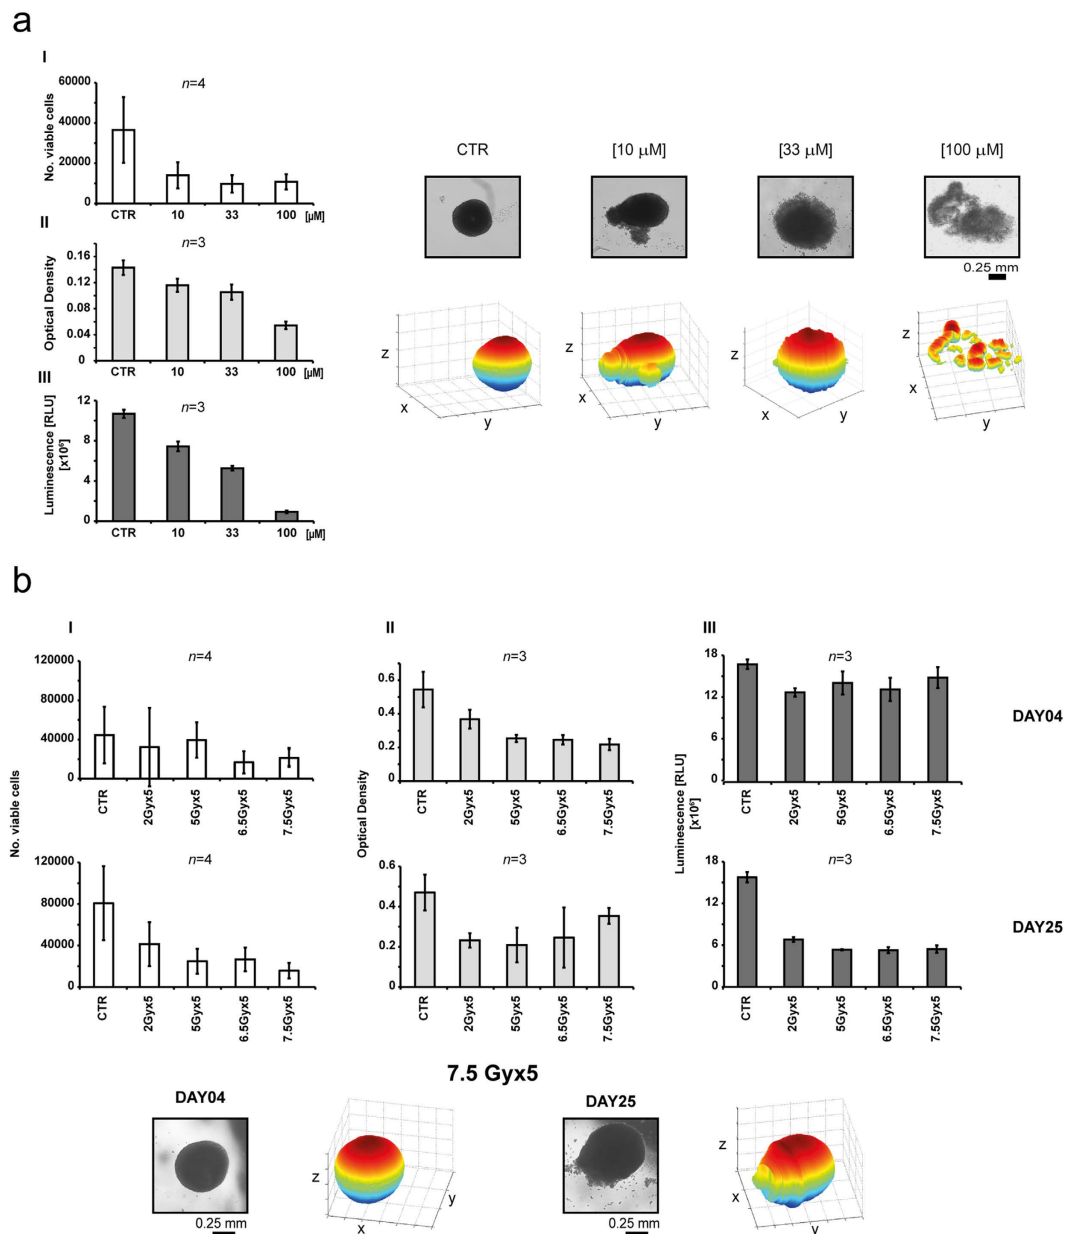 a
I
No. viable cells
n=4
60000
40000
20000
0
CTR 10 33 100 [µM]
II
Optical Density
n=3
0.16
0.12
0.08
0.04
0
CTR 10 33 100 [µM]
III
Luminescence [RLU]
[x10⁶]
n=3
12
8
4
0
CTR 10 33 100 [µM]
CTR [10 µM] [33 µM] [100 µM]
0.25 mm
z x y
z x y
z x y
z x y
b
I
No. viable cells
n=4
120000
80000
40000
0
CTR 2Gyx5 5Gyx5 6.5Gyx5 7.5Gyx5
n=4
120000
80000
40000
0
CTR 2Gyx5 5Gyx5 6.5Gyx5 7.5Gyx5
II
Optical Density
n=3
0.6
0.4
0.2
0
CTR 2Gyx5 5Gyx5 6.5Gyx5 7.5Gyx5
n=3
0.6
0.4
0.2
0
CTR 2Gyx5 5Gyx5 6.5Gyx5 7.5Gyx5
III
Luminescence [RLU]
[x10⁶]
n=3
18
15
12
9
6
3
0
CTR 2Gyx5 5Gyx5 6.5Gyx5 7.5Gyx5
DAY04
n=3
18
12
6
0
CTR 2Gyx5 5Gyx5 6.5Gyx5 7.5Gyx5
DAY25
7.5 Gyx5
DAY04
0.25 mm
z x y
DAY25
0.25 mm
z x y